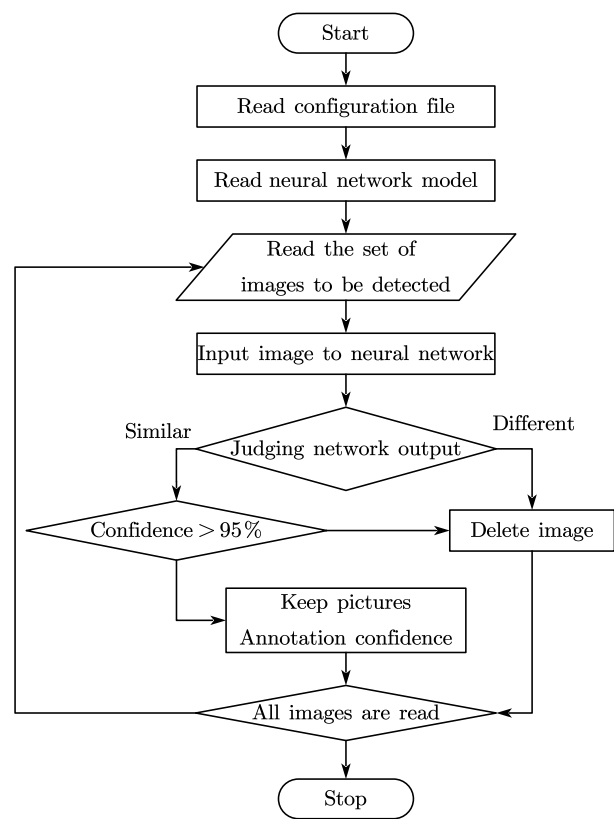 Start
Read configuration file
Read neural network model
Read the set of
images to be detected
Input image to neural network
Similar
Different
Judging network output
Confidence > 95%
Delete image
Keep pictures
Annotation confidence
All images are read
Stop